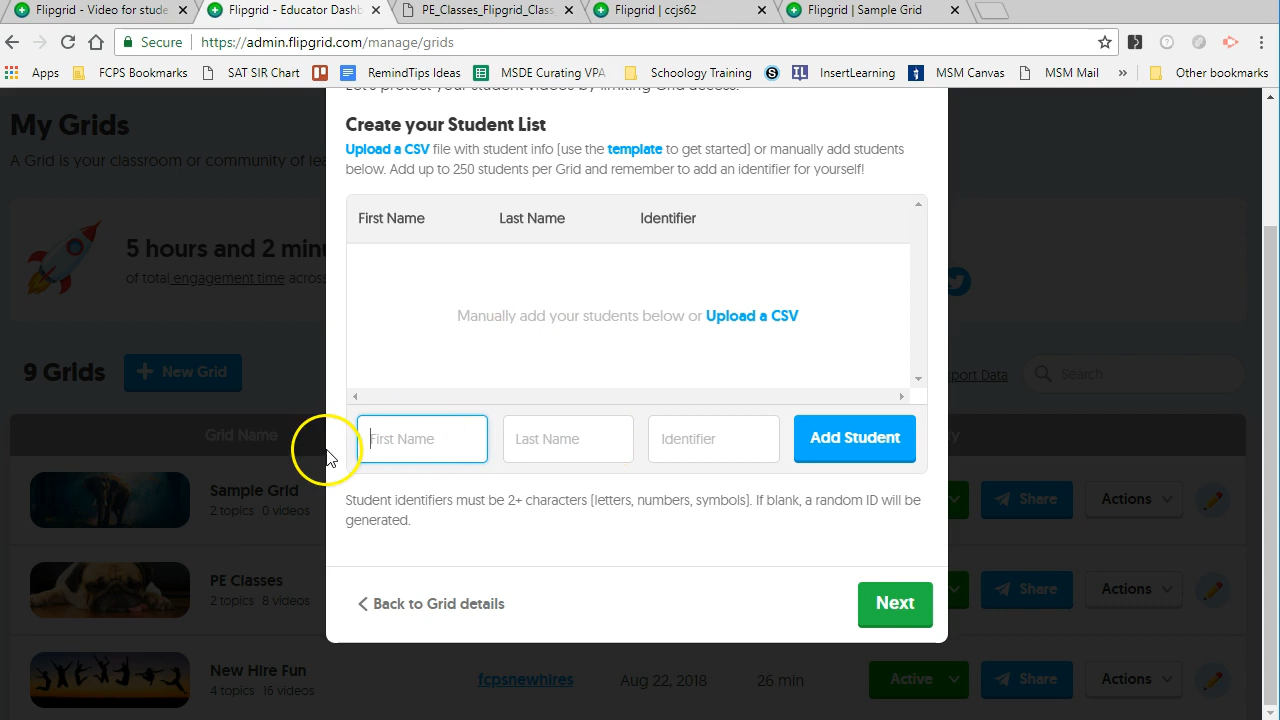 Flipgrid - Video for stude
Flipgrid - Educator Dashb
PE_Classes_Flipgrid_Class_
Flipgrid | ccjs62
Flipgrid | Sample Grid
Secure
https://admin.flipgrid.com/manage/grids
Apps
FCPS Bookmarks
SAT SIR Chart
RemindTips Ideas
MSDE Curating_VPA
Schoology Training
InsertLearning
MSM Canvas
MSM Mail
»
Other bookmarks
My Grids
Let's protect your student videos by limiting Grid access.
A Grid is your classroom or community of lea
Create your Student List
Upload a CSV file with student info (use the template to get started) or manually add students
below. Add up to 250 students per Grid and remember to add an identifier for yourself!
First Name Last Name Identifier
5 hours and 2 minu
of total engagement time across
Manually add your students below or Upload a CSV
9 Grids
New Grid
port Data
Search
Grid Name
First Name
Last Name
Identifier
Add Student
Student identifiers must be 2+ characters (letters, numbers, symbols). If blank, a random ID will be
generated.
Sample Grid
2 topics 0 videos
Share
Actions
PE Classes
2 topics 8 videos
Share
Actions
Back to Grid details
Next
New Hire Fun
4 topics 16 videos
fcpsnewhires
Aug 22, 2018
26 min
Active
Share
Actions